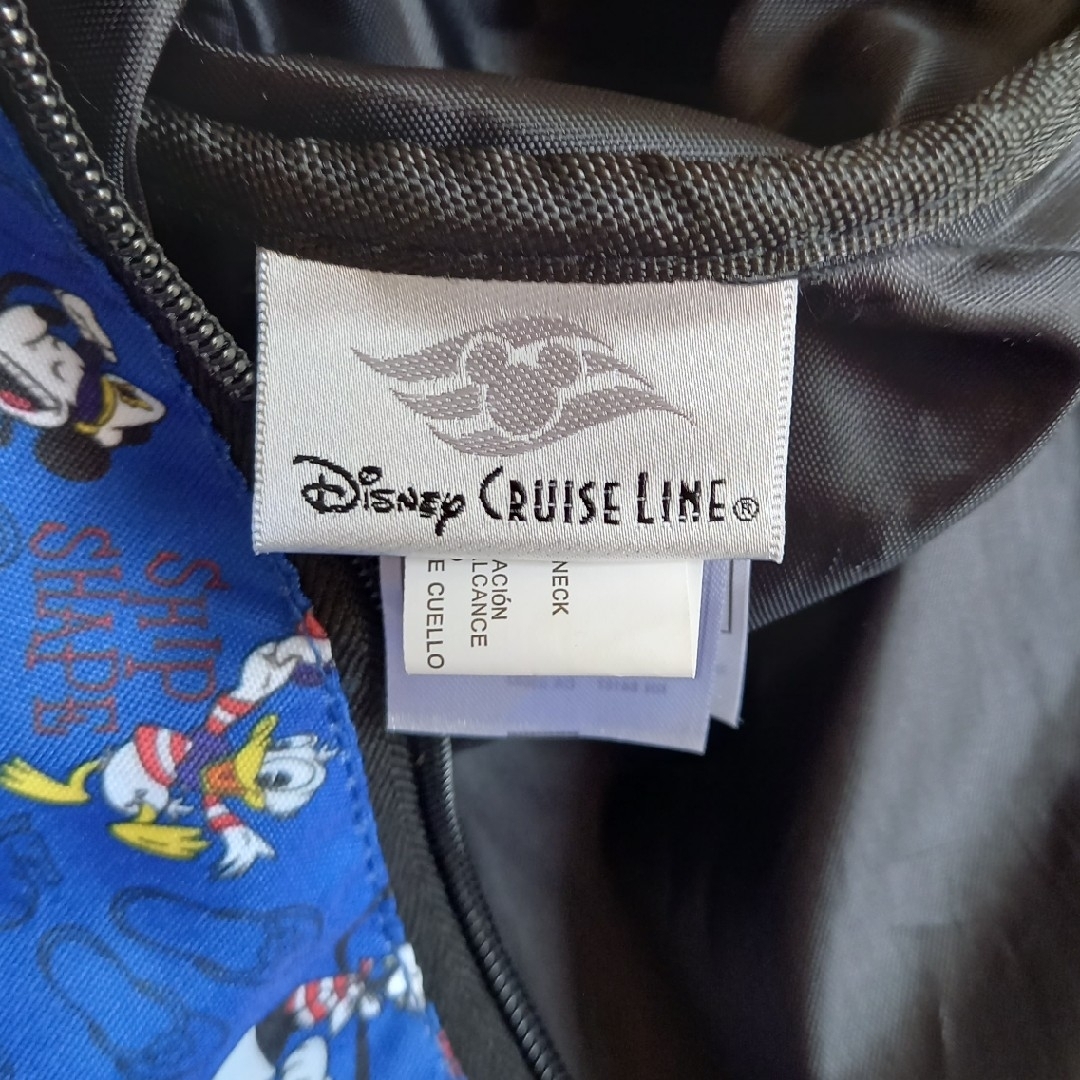 Disney CRUISE LINE®
NECK
ACIÓN
LCANCE
E CUELLO
SHIP
SHAPE